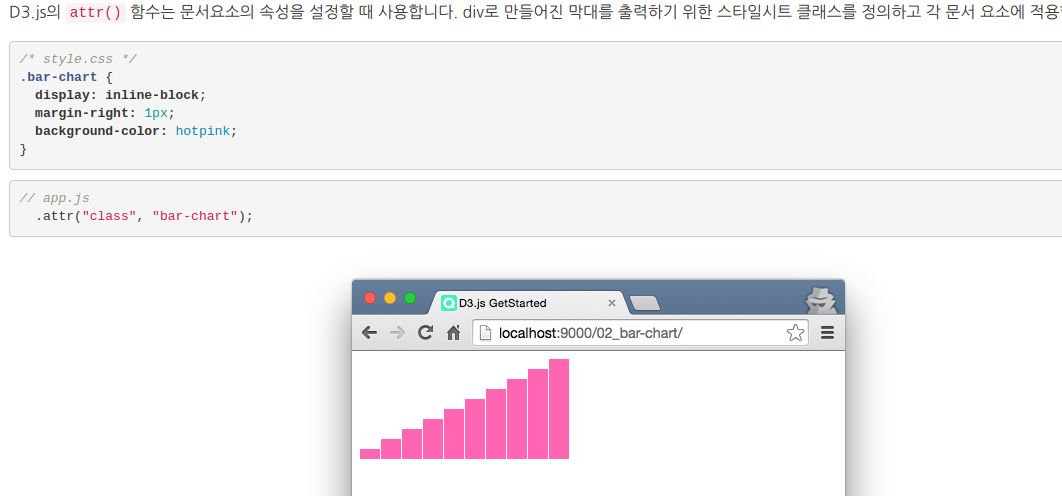 D3.js의 attr() 함수는 문서요소의 속성을 설정할 때 사용합니다. div로 만들어진 막대를 출력하기 위한 스타일시트 클래스를 정의하고 각 문서 요소에 적용
/* style.css */
.bar-chart {
  display: inline-block;
  margin-right: 1px;
  background-color: hotpink;
}
// app.js
  .attr("class", "bar-chart");
D3.js GetStarted
localhost:9000/02_bar-chart/